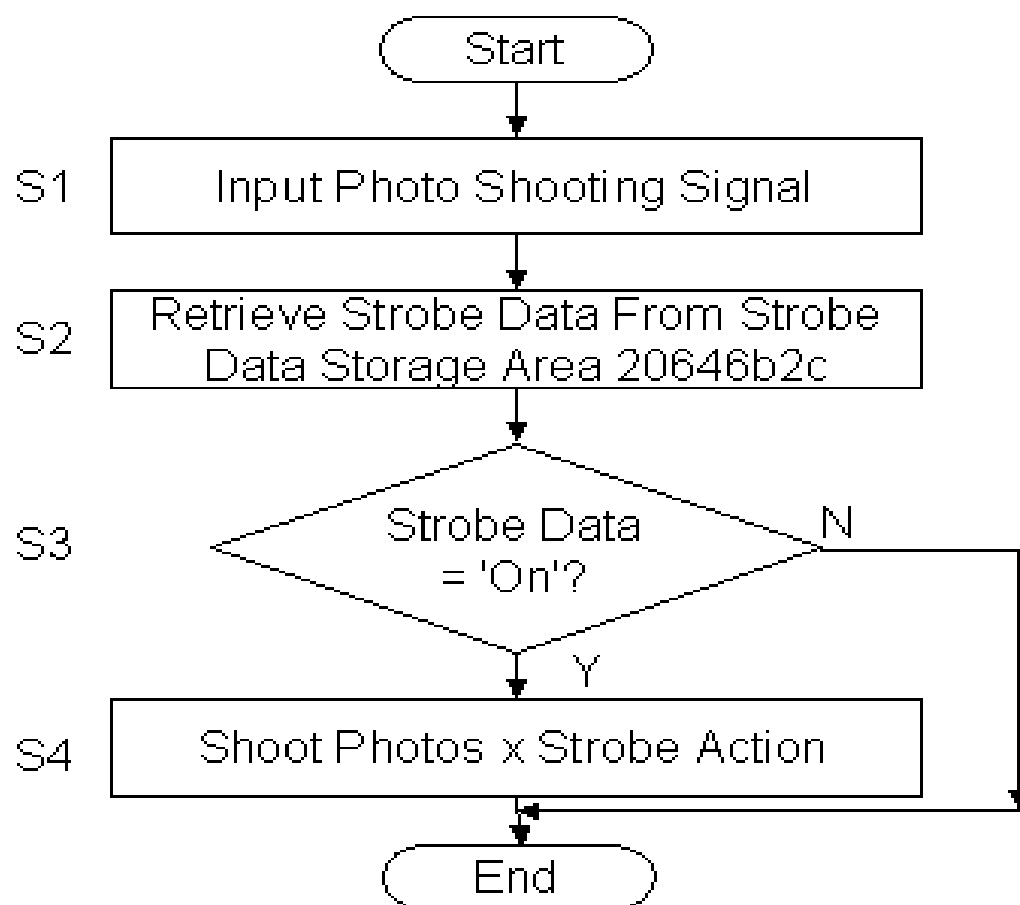 Start
S1
Input Photo Shooting Signal
S2
Retrieve Strobe Data From Strobe
Data Storage Area 20646b2c
S3
Strobe Data
= 'On'?
N
Y
S4
Shoot Photos x Strobe Action
End